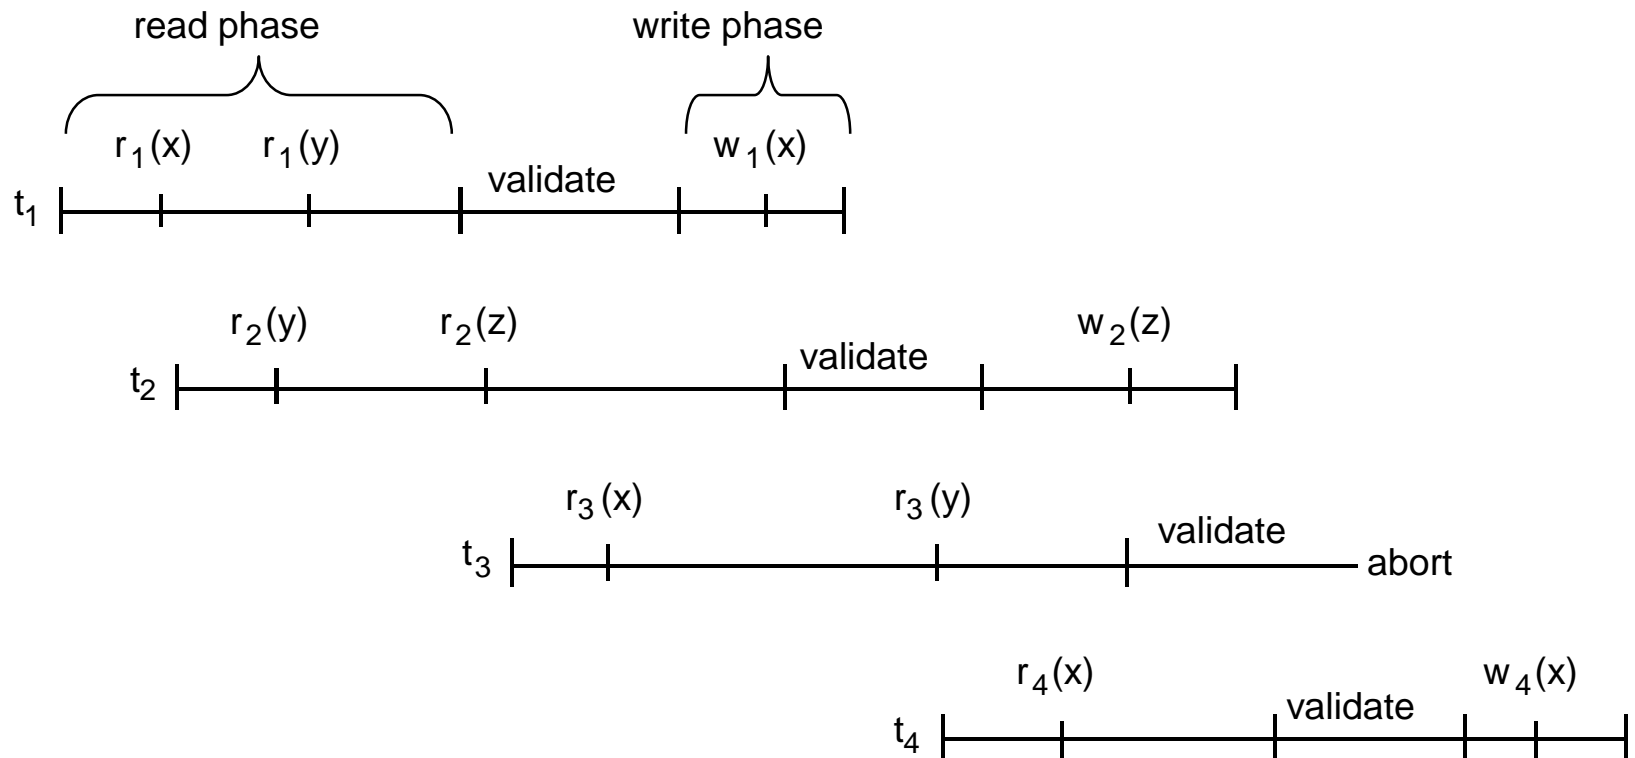 read phase write phase
r₁(x) r₁(y) w₁(x)
validate
t₁
r₂(y) r₂(z) w₂(z)
validate
t₂
r₃(x) r₃(y)
validate
t₃ abort
r₄(x) w₄(x)
validate
t₄